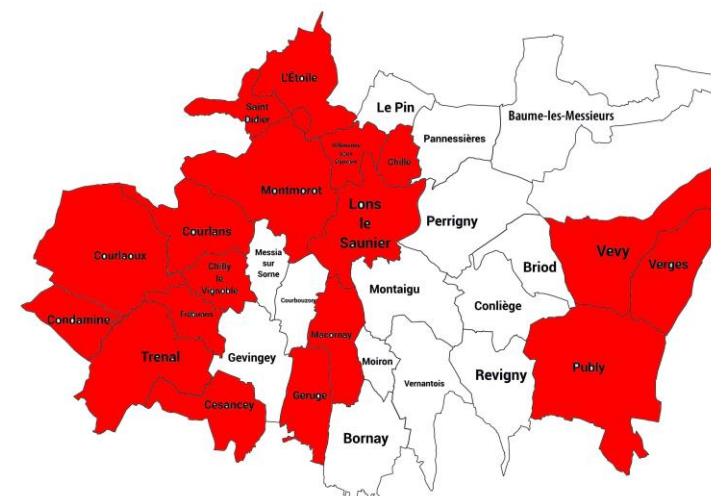 L'Étoile
Saint
Didier
Le Pin
Baume-les-Messieurs
Pannessières
Chille
Montmorot
Lons
le
Saunier
Perrigny
Courlans
Courlaoux
Messia
sur
Sorne
Chilly
le
Vignoble
Vevy
Verges
Briod
Montaigu
Conliège
Courbouzon
Condamine
Frébuans
Macornay
Trenal
Gevingey
Moiron
Vernantois
Revigny
Publy
Cesancey
Geruge
Bornay